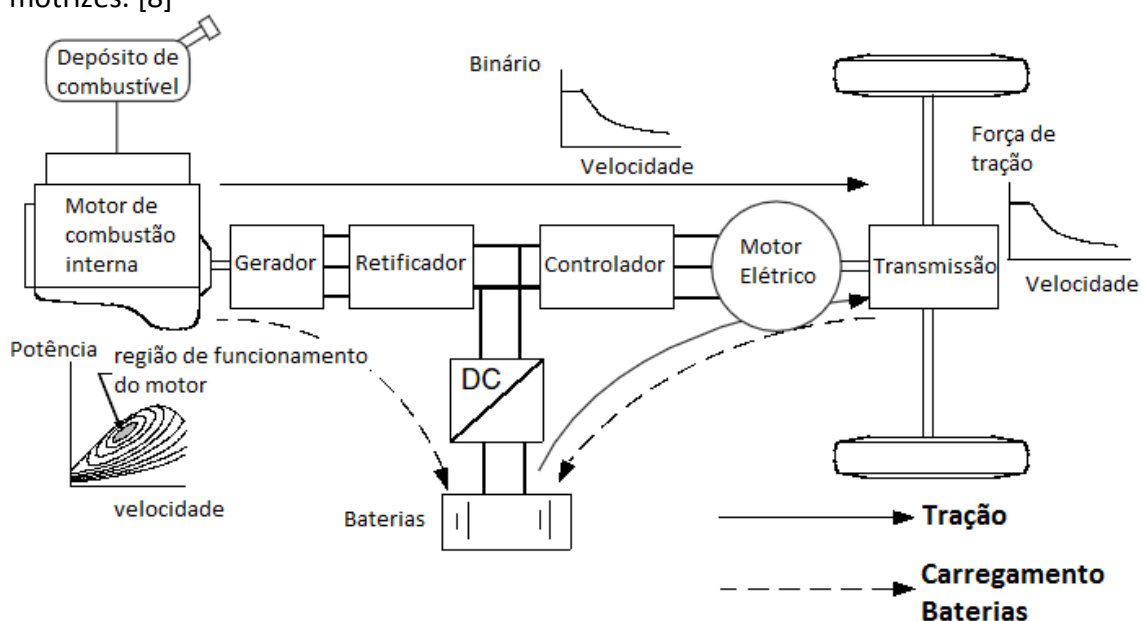 motrizes. [8]
Depósito de
combustível
Binário
Velocidade
Força de
tração
Velocidade
Motor de
combustão
interna
Gerador
Retificador
Controlador
Motor
Elétrico
Transmissão
Potência
região de funcionamento
do motor
velocidade
DC
Baterias
Tração
Carregamento
Baterias